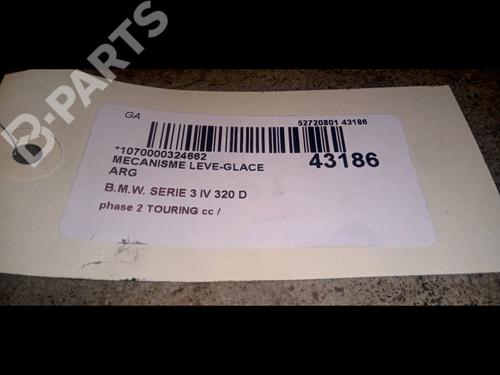 B-PARTS
GA
52720801 43186
*1070000324662
43186
MECANISME LEVE-GLACE
ARG
B.M.W. SERIE 3 IV 320 D
phase 2 TOURING cc /